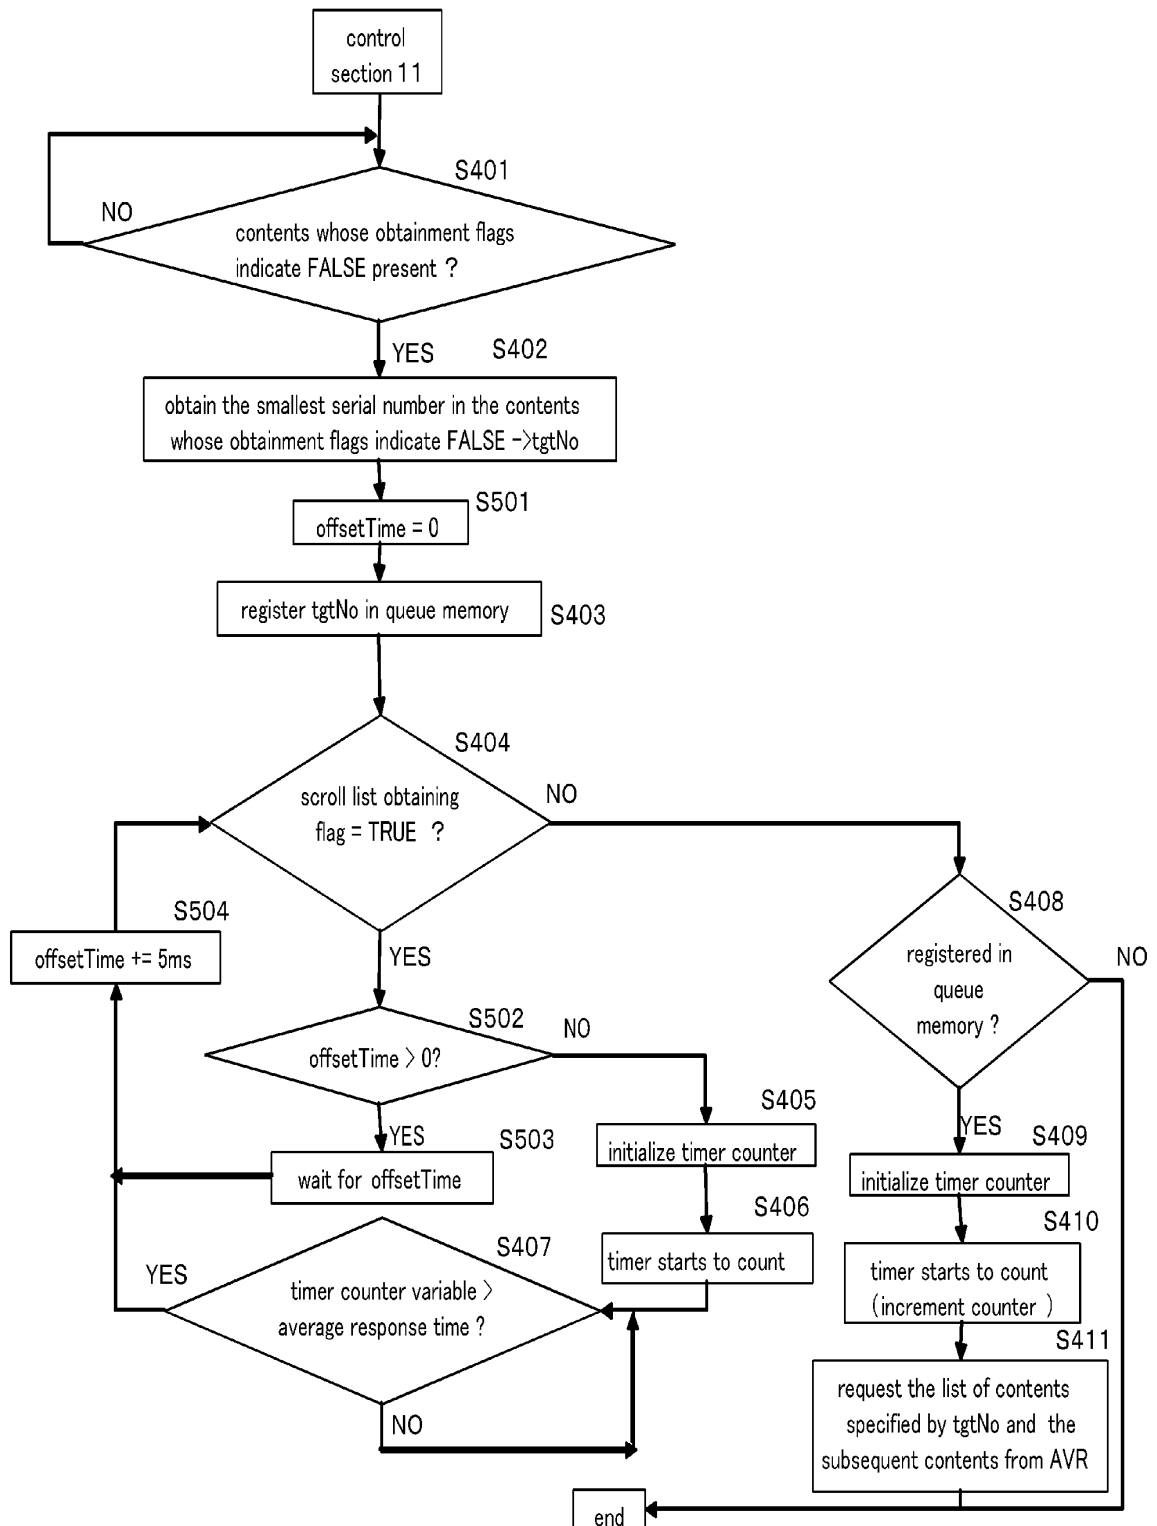 control
section 11
S401
NO
contents whose obtainment flags
indicate FALSE present ?
YES
S402
obtain the smallest serial number in the contents
whose obtainment flags indicate FALSE ->tgtNo
S501
offsetTime = 0
register tgtNo in queue memory
S403
S404
scroll list obtaining
flag = TRUE ?
NO
S504
offsetTime += 5ms
YES
S408
registered in
queue
memory ?
NO
S502
offsetTime > 0?
NO
YES
S503
wait for offsetTime
S405
initialize timer counter
S406
timer starts to count
YES
S409
initialize timer counter
S410
timer starts to count
(increment counter )
S407
YES
timer counter variable >
average response time ?
NO
S411
request the list of contents
specified by tgtNo and the
subsequent contents from AVR
end